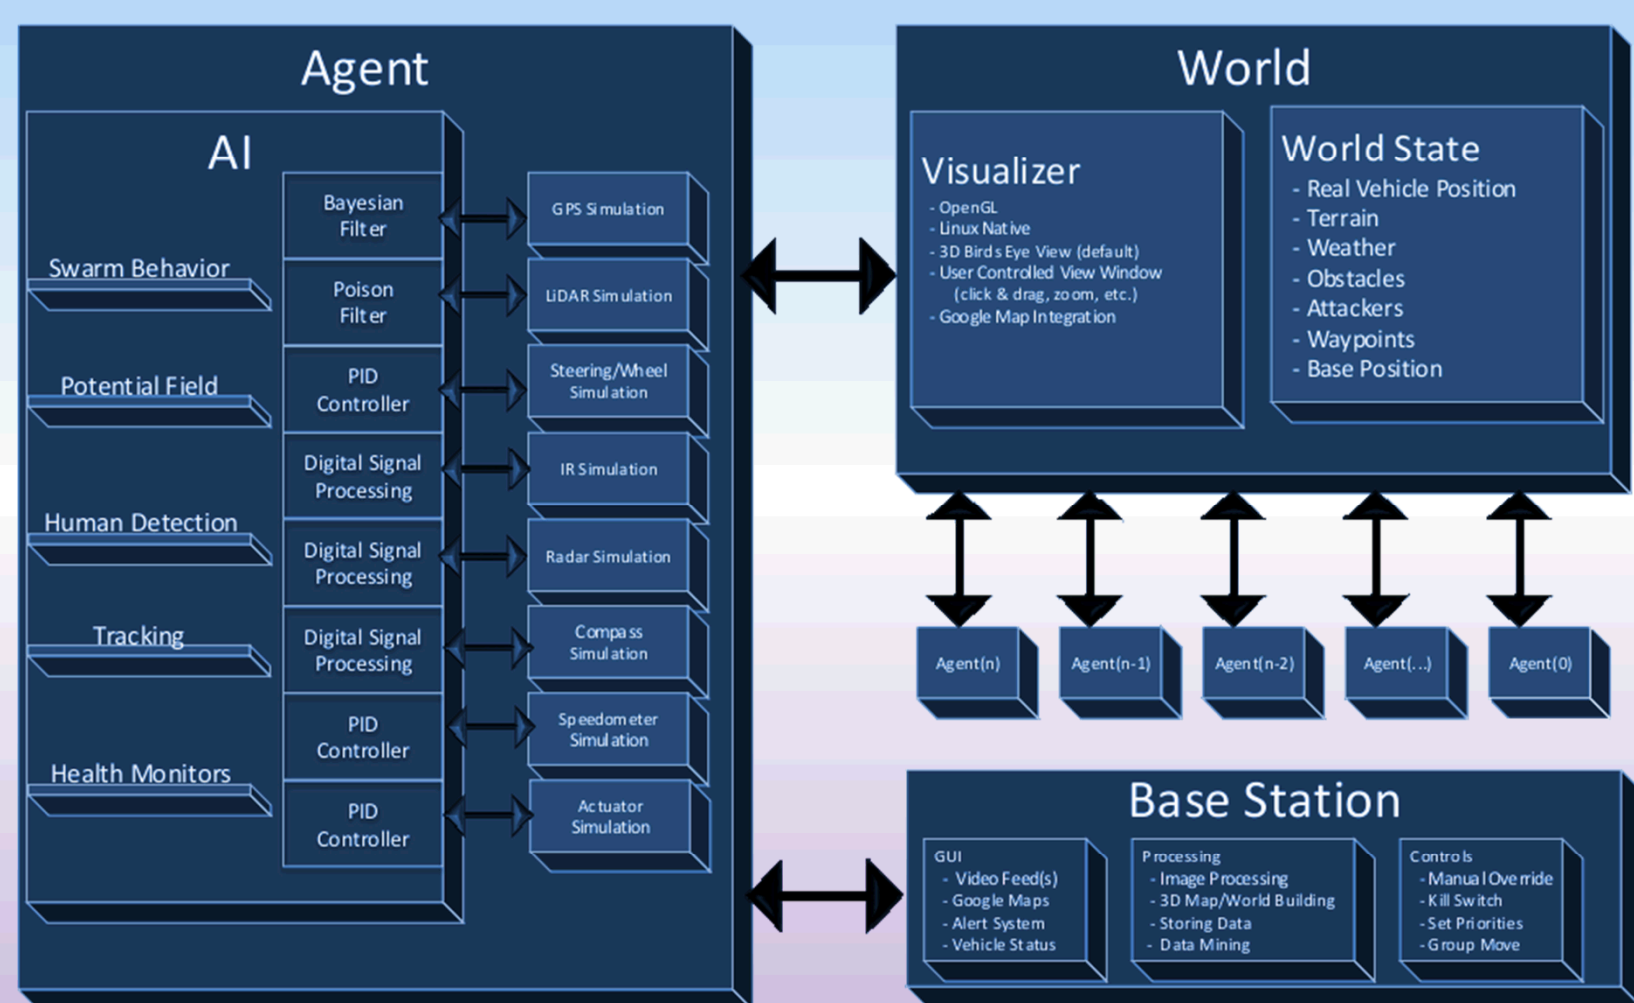 Agent
AI
Swarm Behavior
Potential Field
Human Detection
Tracking
Health Monitors
Bayesian
Filter
GPS Simulation
Poison
Filter
LiDAR Simulation
PID
Controller
Steering/Wheel
Simulation
Digital Signal
Processing
IR Simulation
Digital Signal
Processing
Radar Simulation
Digital Signal
Processing
Compass
Simulation
PID
Controller
Speedometer
Simulation
PID
Controller
Actuator
Simulation
World
Visualizer
- OpenGL
- Linux Native
- 3D Birds Eye View (default)
- User Controlled View Window
(click & drag, zoom, etc.)
- Google Map Integration
World State
- Real Vehicle Position
- Terrain
- Weather
- Obstacles
- Attackers
- Waypoints
- Base Position
Agent(n)
Agent(n-1)
Agent(n-2)
Agent(...)
Agent(0)
Base Station
GUI
- Video Feed(s)
- Google Maps
- Alert System
- Vehicle Status
Processing
- Image Processing
- 3D Map/World Building
- Storing Data
- Data Mining
Controls
- Manual Override
- Kill Switch
- Set Priorities
- Group Move